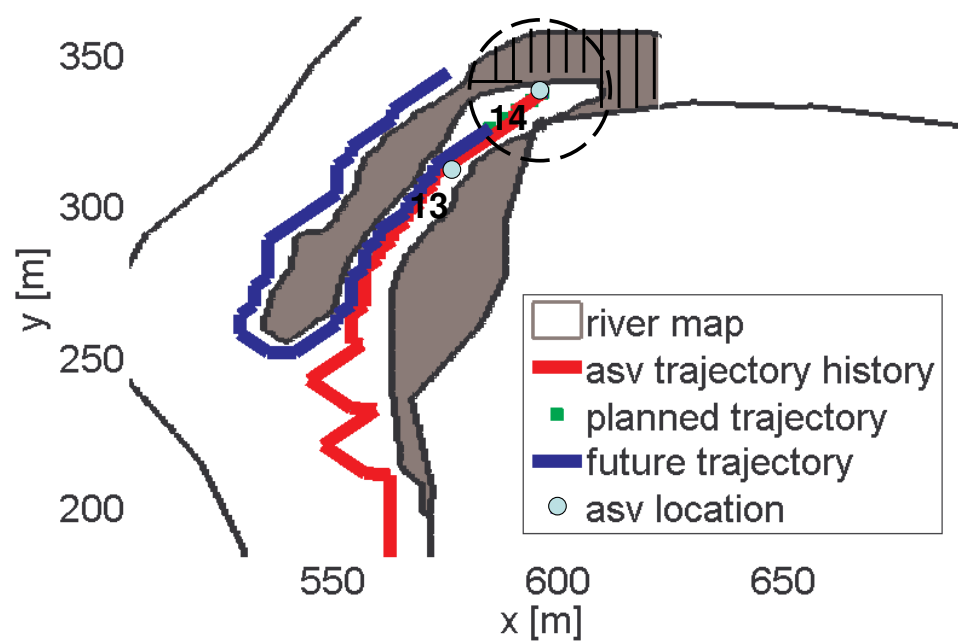 350
300
250
200
y [m]
14
13
river map
asv trajectory history
planned trajectory
future trajectory
asv location
550
600
650
x [m]